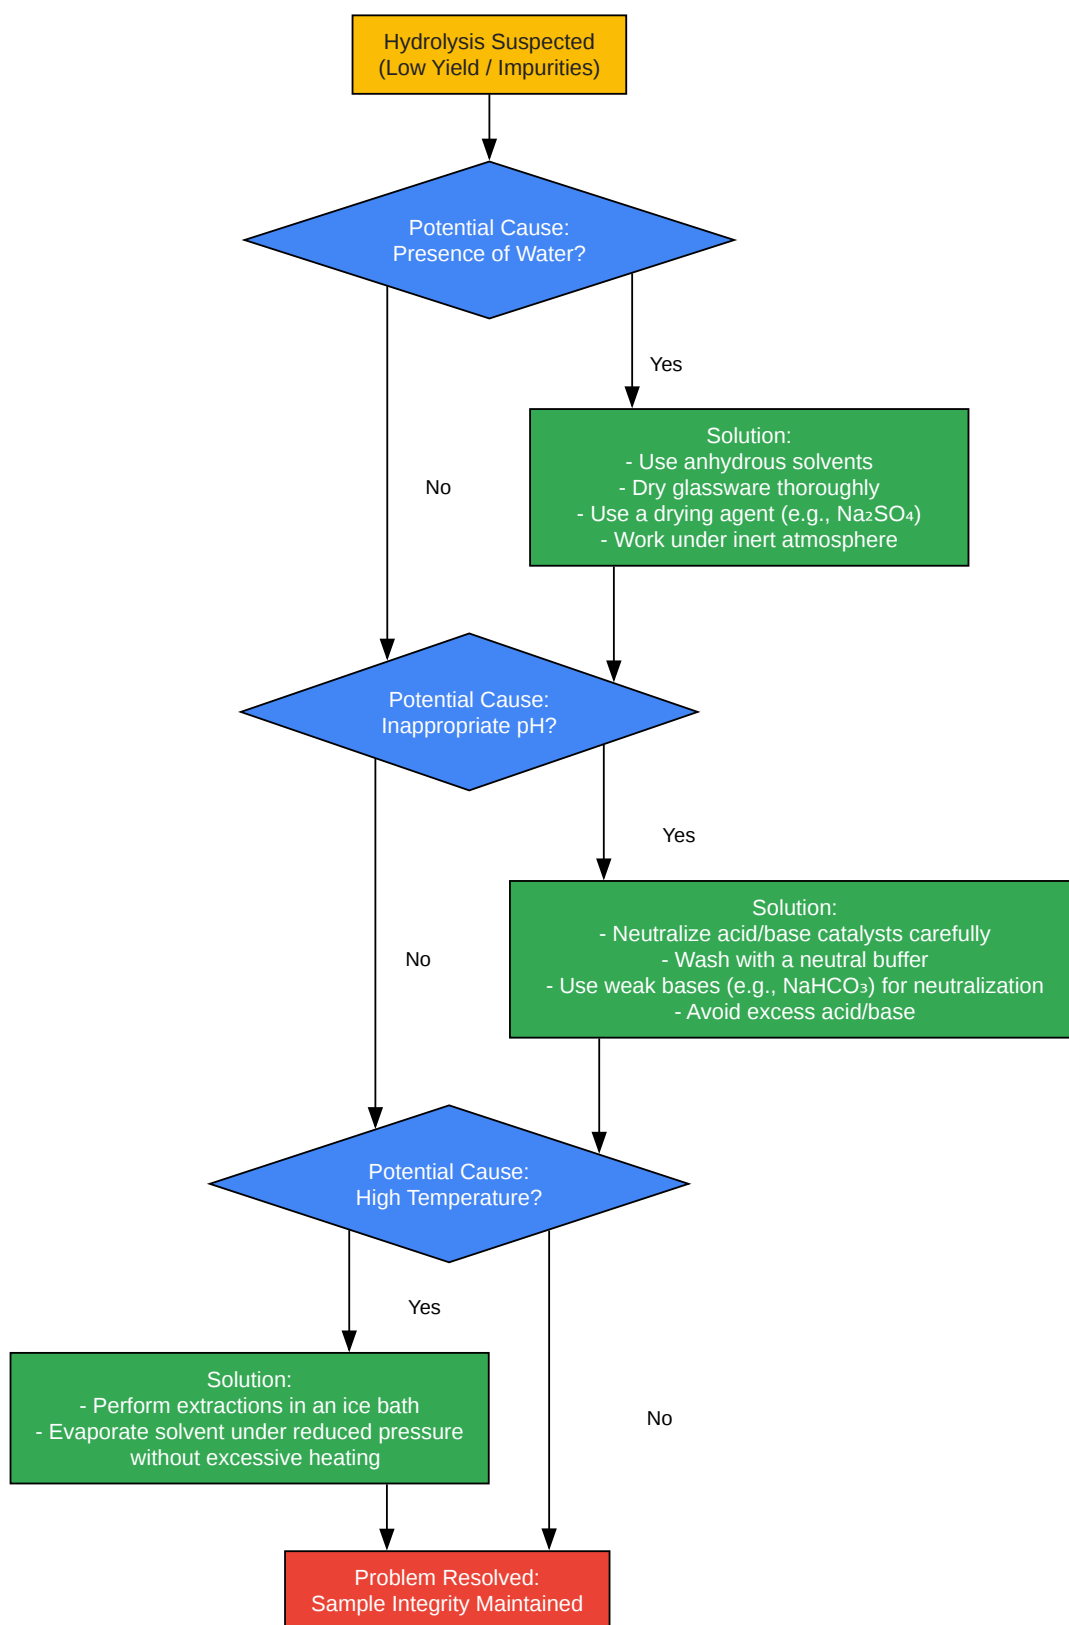 Hydrolysis Suspected
(Low Yield / Impurities)
Potential Cause:
Presence of Water?
Yes
Solution:
- Use anhydrous solvents
- Dry glassware thoroughly
- Use a drying agent (e.g., Na₂SO₄)
- Work under inert atmosphere
No
Potential Cause:
Inappropriate pH?
Yes
Solution:
- Neutralize acid/base catalysts carefully
- Wash with a neutral buffer
- Use weak bases (e.g., NaHCO₃) for neutralization
- Avoid excess acid/base
No
Potential Cause:
High Temperature?
Yes
Solution:
- Perform extractions in an ice bath
- Evaporate solvent under reduced pressure
without excessive heating
No
Problem Resolved:
Sample Integrity Maintained